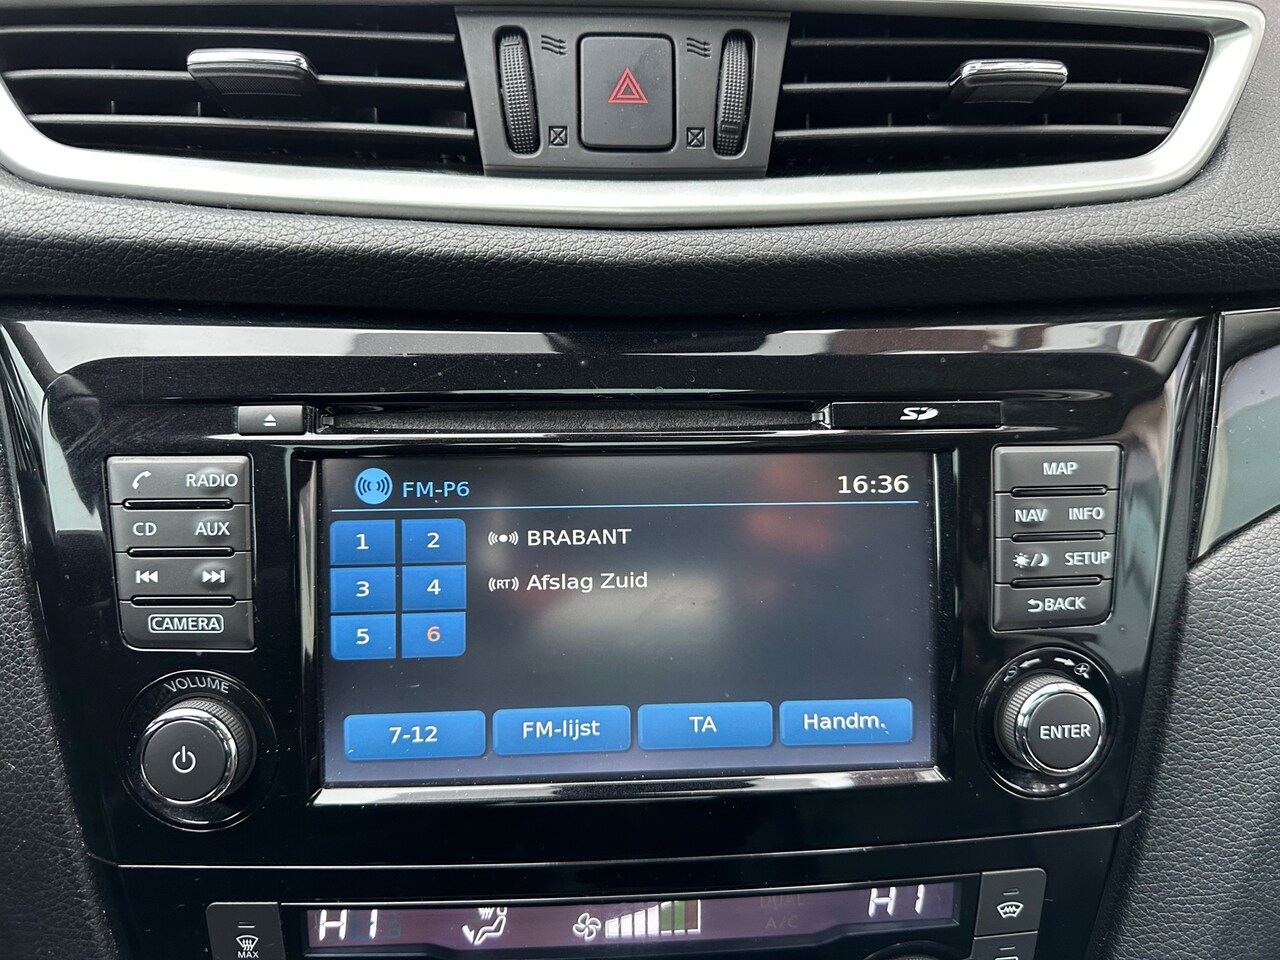 SD
RADIO
CD AUX
CAMERA
VOLUME
FM-P6 16:36
1 2
3 4
5 6
BRABANT
(RT) Afslag Zuid
7-12 FM-lijst TA Handm.
MAP
NAV INFO
SETUP
BACK
ENTER
MAX
HI
DUAL
A/C
HI